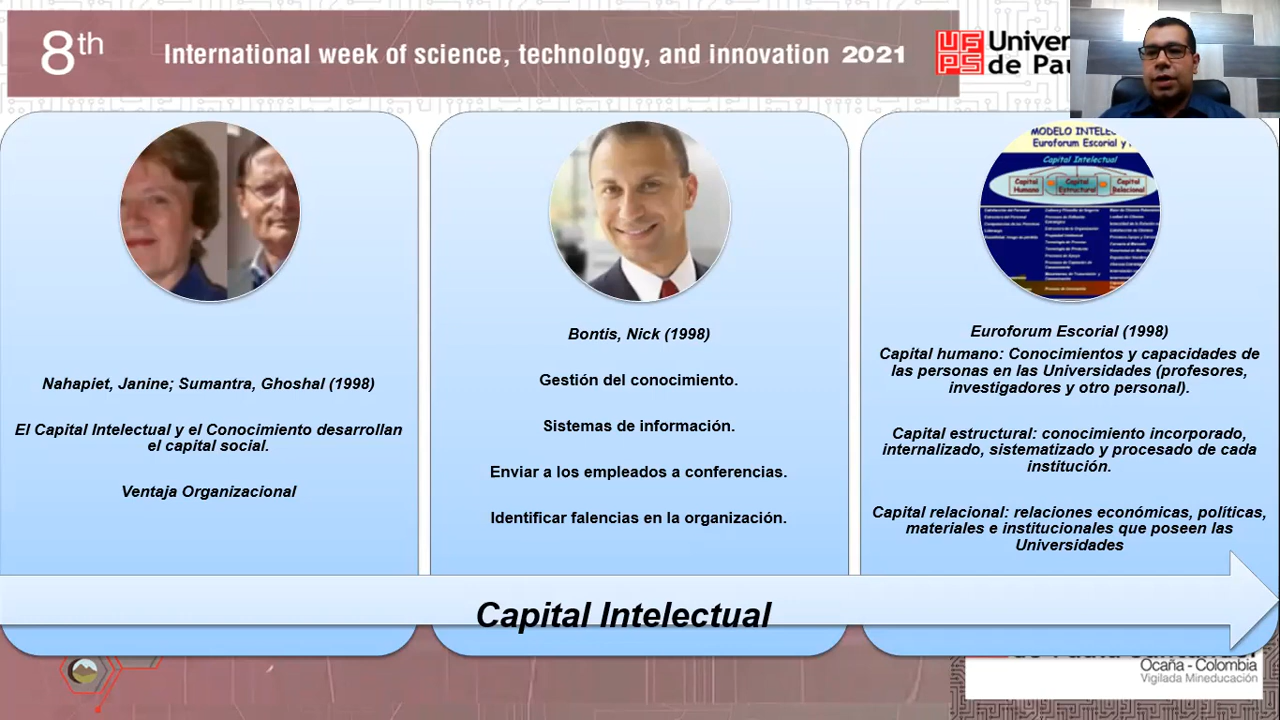 8th
International week of science, technology, and innovation 2021
UF
PS
Univer
de Pau
Nahapiet, Janine; Sumantra, Ghoshal (1998)
El Capital Intelectual y el Conocimiento desarrollan
el capital social.
Ventaja Organizacional
Bontis, Nick (1998)
Gestión del conocimiento.
Sistemas de información.
Enviar a los empleados a conferencias.
Identificar falencias en la organización.
MODELO INTELEC
Euroforum Escorial y
Capital Intelectual
Capital
Humano
Capital
Estructural
Capital
Relacional
Euroforum Escorial (1998)
Capital humano: Conocimientos y capacidades de
las personas en las Universidades (profesores,
investigadores y otro personal).
Capital estructural: conocimiento incorporado,
internalizado, sistematizado y procesado de cada
institución.
Capital relacional: relaciones económicas, políticas,
materiales e institucionales que poseen las
Universidades
Capital Intelectual
Ocaña - Colombia
Vigilada Mineducación